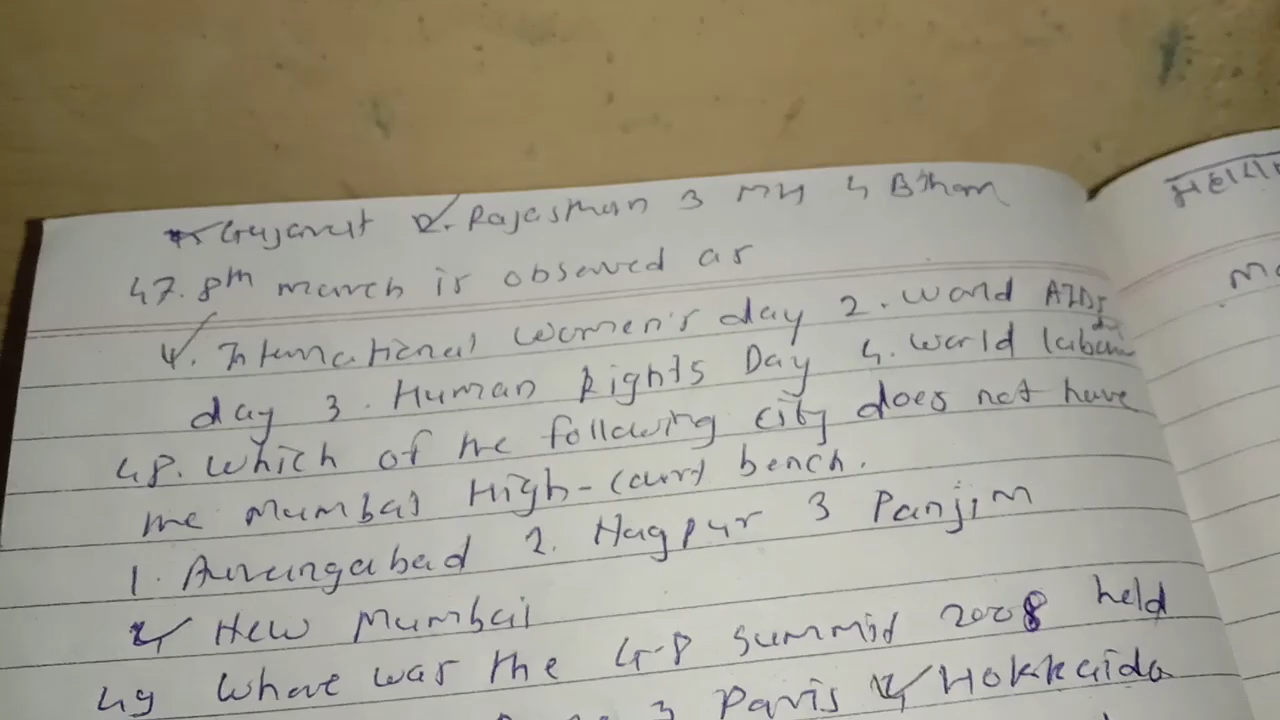 Gujarat 2. Rajasthan 3 MH 4 Biham
47. 8th march is observed as
1. International women's day 2. World AIDs
day 3. Human Rights Day 4. World labour
48. Which of the following city does not have
the Mumbai High-court bench.
1. Aurangabad 2. Nagpur 3 Panjim
4 New Mumbai
49 Where was the G-8 summit 2008 held
3 Paris 4 Hokkaido